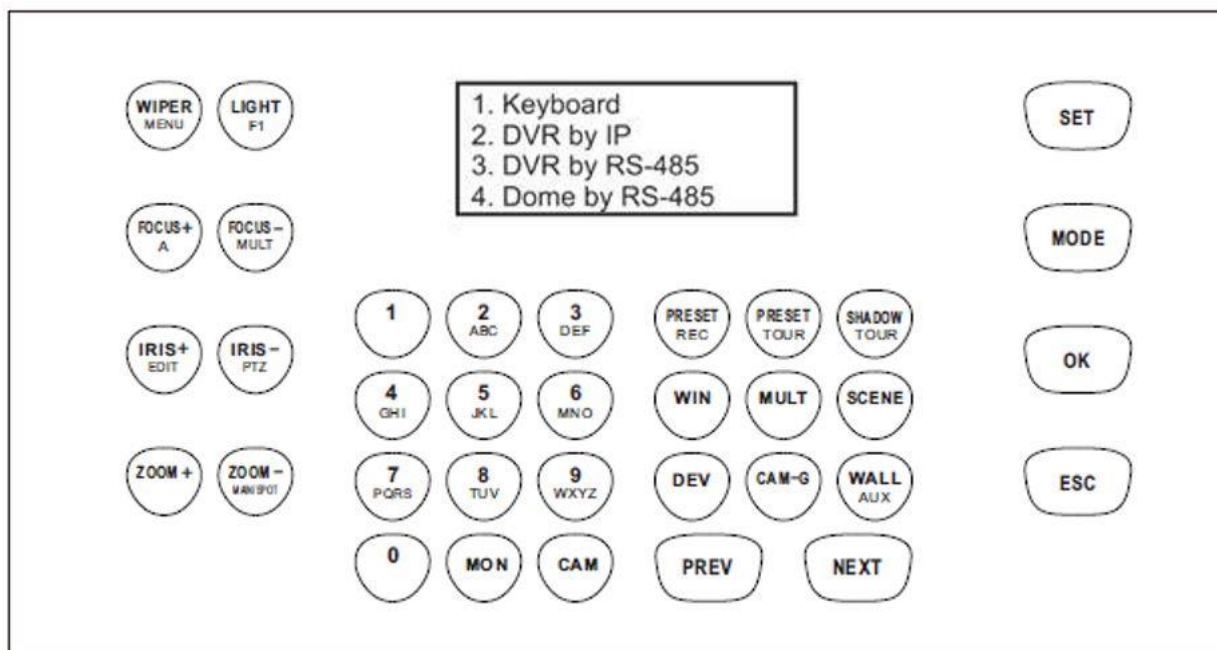 1. Keyboard
2. DVR by IP
3. DVR by RS-485
4. Dome by RS-485
WIPER
MENU
LIGHT
F1
FOCUS+
A
FOCUS-
MULT
IRIS+
EDIT
IRIS-
PTZ
ZOOM+
ZOOM-
MAIN/SPOT
1
2
ABC
3
DEF
4
GHI
5
JKL
6
MNO
7
PQRS
8
TUV
9
WXYZ
0
MON
CAM
PRESET
REC
PRESET
TOUR
SHADOW
TOUR
WIN
MULT
SCENE
DEV
CAM-G
WALL
AUX
PREV
NEXT
SET
MODE
OK
ESC